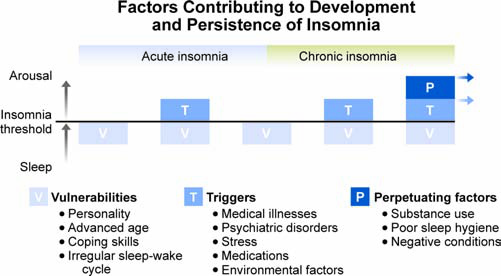 Factors Contributing to Development
and Persistence of Insomnia
Acute insomnia
Chronic insomnia
Arousal
Insomnia
threshold
Sleep
V
T
V
V
T
V
P
T
V
V Vulnerabilities
• Personality
• Advanced age
• Coping skills
• Irregular sleep-wake
cycle
T Triggers
• Medical illnesses
• Psychiatric disorders
• Stress
• Medications
• Environmental factors
P Perpetuating factors
• Substance use
• Poor sleep hygiene
• Negative conditions